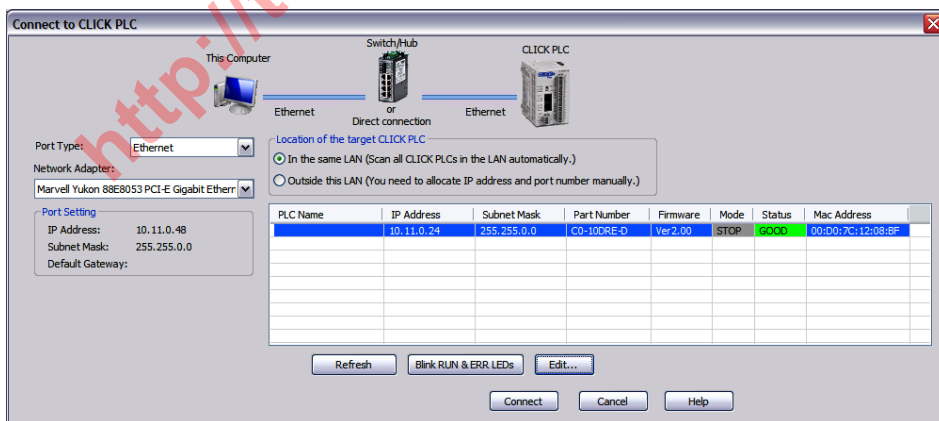 Connect to CLICK PLC
Switch/Hub
This Computer
CLICK PLC
Ethernet
or
Direct connection
Ethernet
Port Type:
Ethernet
Network Adapter:
Marvell Yukon 88E8053 PCI-E Gigabit Ethern
Port Setting
IP Address: 10.11.0.48
Subnet Mask: 255.255.0.0
Default Gateway:
Location of the target CLICK PLC
In the same LAN (Scan all CLICK PLCs in the LAN automatically.)
Outside this LAN (You need to allocate IP address and port number manually.)
PLC Name IP Address Subnet Mask Part Number Firmware Mode Status Mac Address
10.11.0.24 255.255.0.0 C0-10DRE-D Ver2.00 STOP GOOD 00:D0:7C:12:08:BF
Refresh Blink RUN & ERR LEDs Edit...
Connect Cancel Help
http://